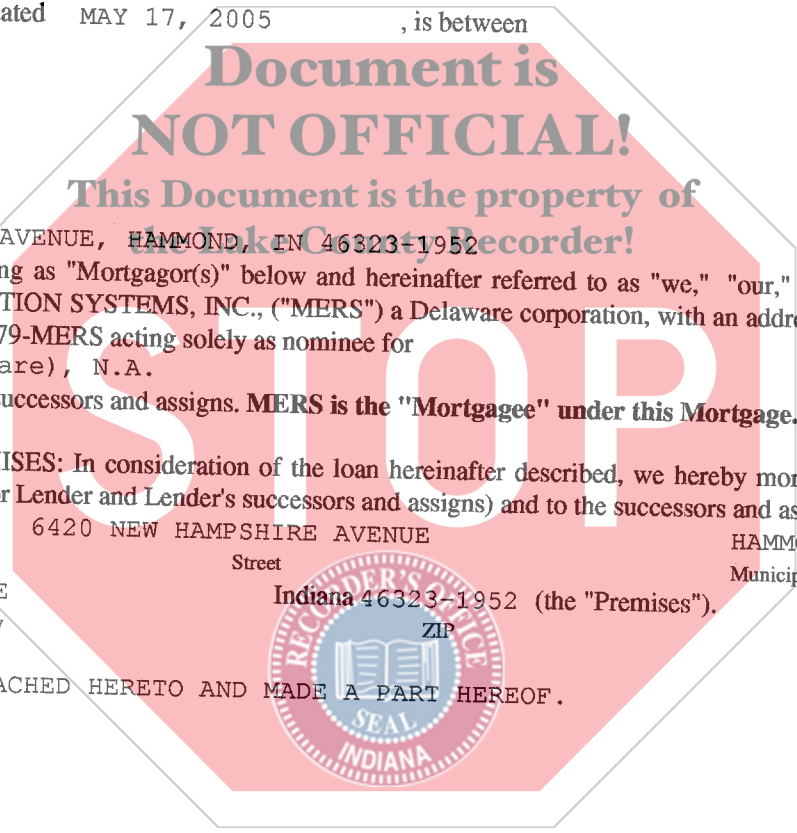 ated MAY 17, 2005 , is between
Document is
NOT OFFICIAL!
This Document is the property of
the Lake County Recorder!
AVENUE, HAMMOND, IN 46323-1952
ng as "Mortgagor(s)" below and hereinafter referred to as "we," "our,"
TION SYSTEMS, INC., ("MERS") a Delaware corporation, with an addre
79-MERS acting solely as nominee for
are), N.A.
uccessors and assigns. MERS is the "Mortgagee" under this Mortgage.
STOP
ISES: In consideration of the loan hereinafter described, we hereby mor
r Lender and Lender's successors and assigns) and to the successors and as
6420 NEW HAMPSHIRE AVENUE HAMMO
Street Municip
E Indiana 46323-1952 (the "Premises").
ZIP
ACHED HERETO AND MADE A PART HEREOF.
RECORDER'S OFFICE
SEAL
INDIANA